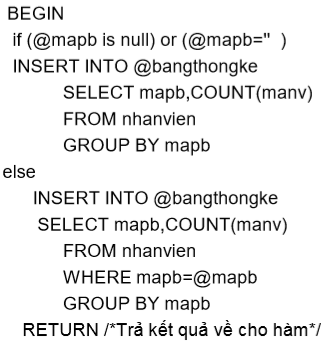 BEGIN
if (@mapb is null) or (@mapb='' )
INSERT INTO @bangthongke
SELECT mapb,COUNT(manv)
FROM nhanvien
GROUP BY mapb
else
INSERT INTO @bangthongke
SELECT mapb,COUNT(manv)
FROM nhanvien
WHERE mapb=@mapb
GROUP BY mapb
RETURN /*Trả kết quả về cho hàm*/